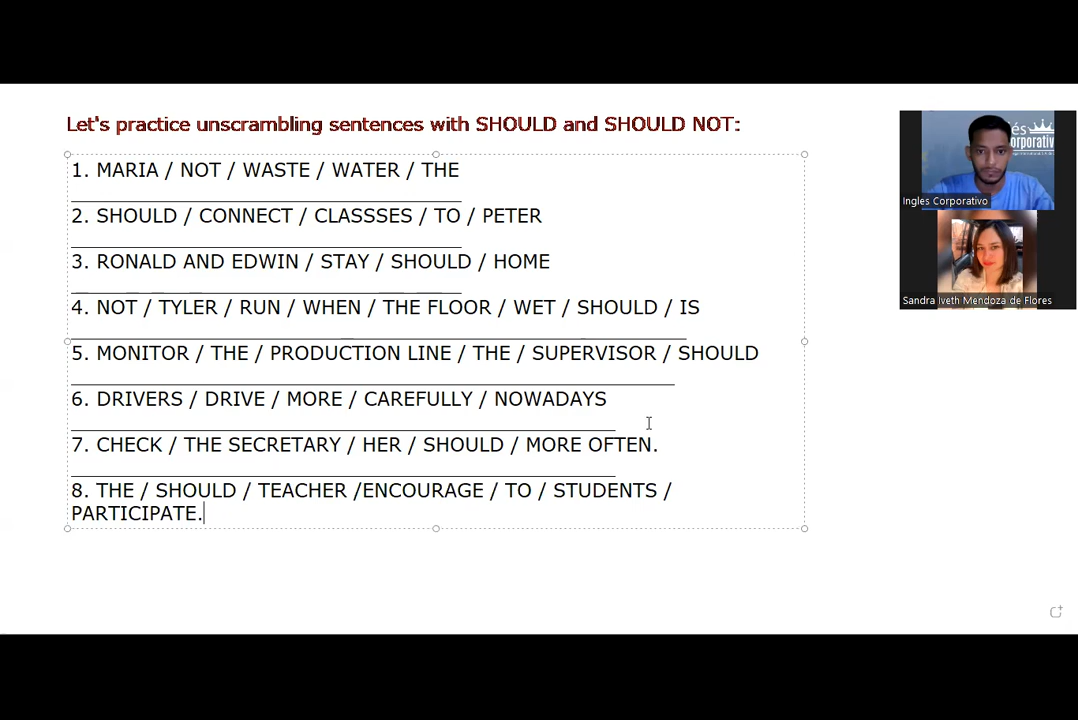 Let's practice unscrambling sentences with SHOULD and SHOULD NOT:
1. MARIA / NOT / WASTE / WATER / THE
2. SHOULD / CONNECT / CLASSSES / TO / PETER
3. RONALD AND EDWIN / STAY / SHOULD / HOME
4. NOT / TYLER / RUN / WHEN / THE FLOOR / WET / SHOULD / IS
5. MONITOR / THE / PRODUCTION LINE / THE / SUPERVISOR / SHOULD
6. DRIVERS / DRIVE / MORE / CAREFULLY / NOWADAYS
7. CHECK / THE SECRETARY / HER / SHOULD / MORE OFTEN.
8. THE / SHOULD / TEACHER /ENCOURAGE / TO / STUDENTS /
PARTICIPATE.
Ingles Corporativo
Sandra Iveth Mendoza de Flores